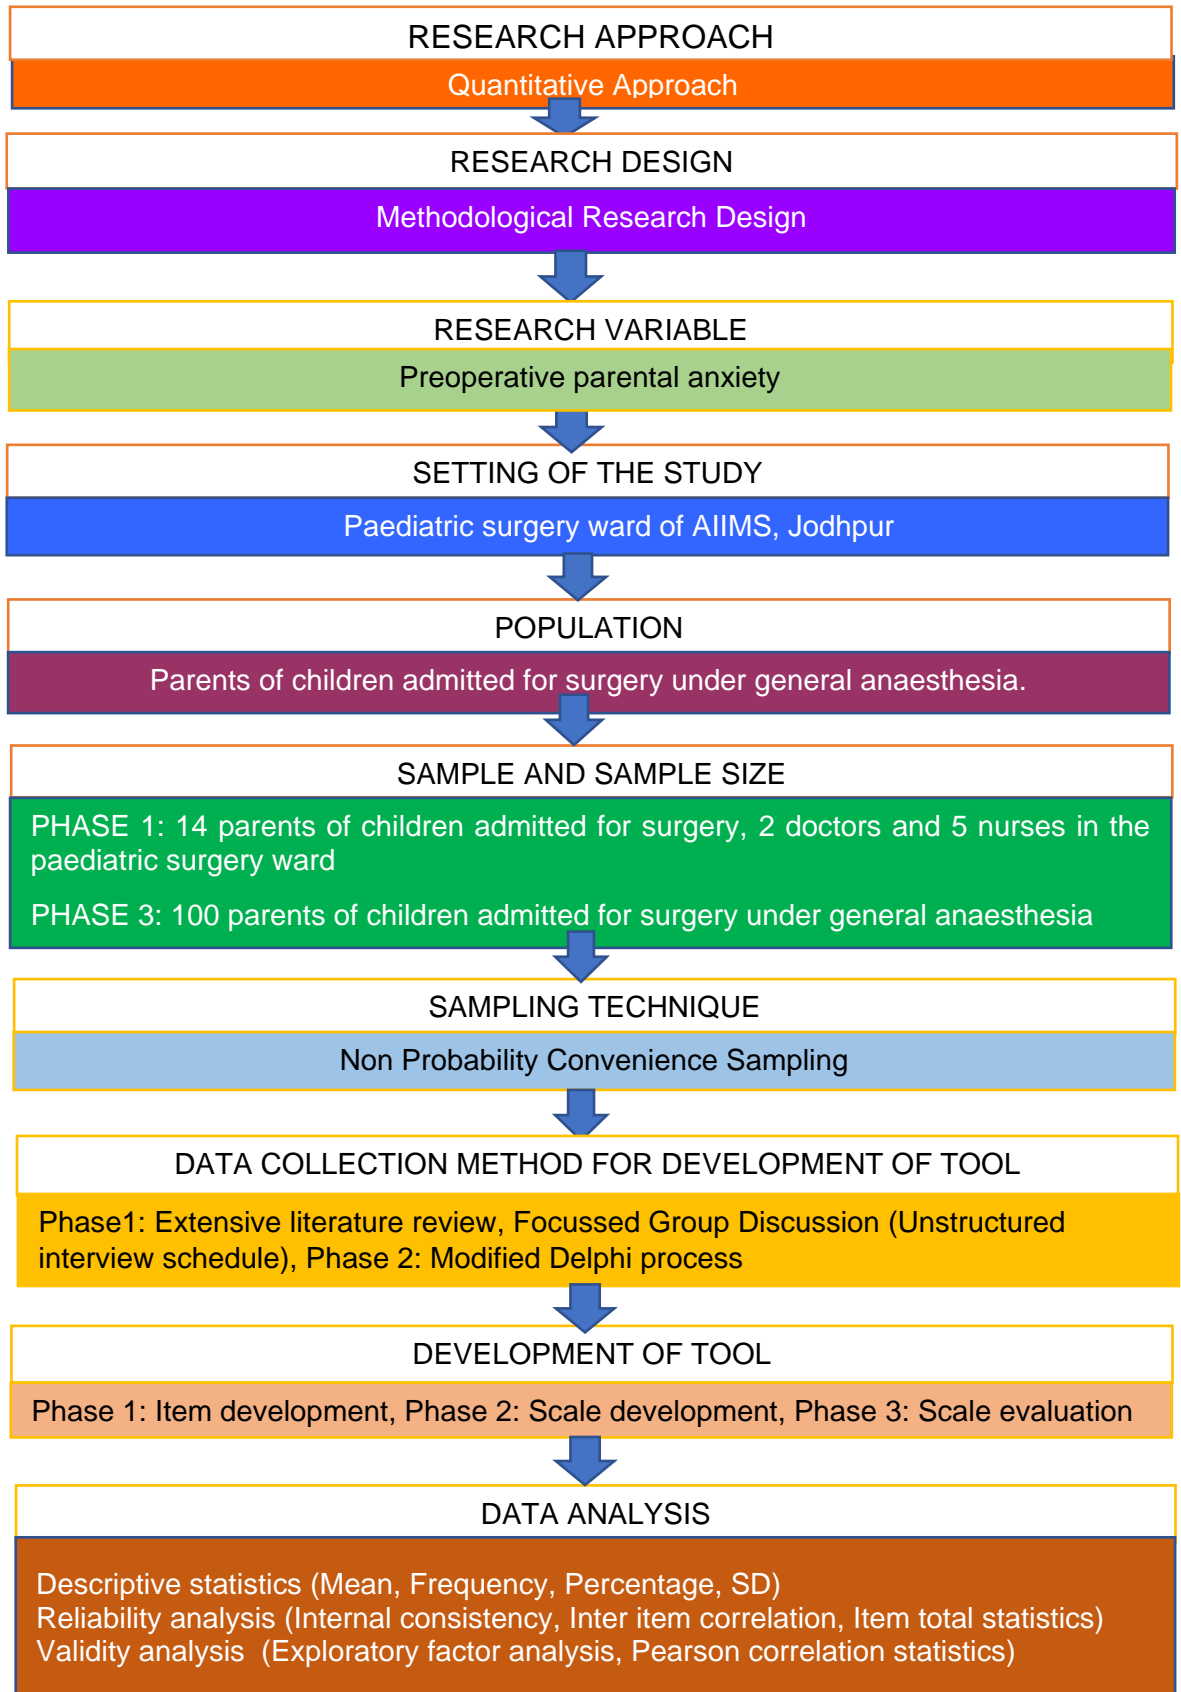 RESEARCH APPROACH
Quantitative Approach
RESEARCH DESIGN
Methodological Research Design
RESEARCH VARIABLE
Preoperative parental anxiety
SETTING OF THE STUDY
Paediatric surgery ward of AIIMS, Jodhpur
POPULATION
Parents of children admitted for surgery under general anaesthesia.
SAMPLE AND SAMPLE SIZE
PHASE 1: 14 parents of children admitted for surgery, 2 doctors and 5 nurses in the
paediatric surgery ward
PHASE 3: 100 parents of children admitted for surgery under general anaesthesia
SAMPLING TECHNIQUE
Non Probability Convenience Sampling
DATA COLLECTION METHOD FOR DEVELOPMENT OF TOOL
Phase1: Extensive literature review, Focussed Group Discussion (Unstructured
interview schedule), Phase 2: Modified Delphi process
DEVELOPMENT OF TOOL
Phase 1: Item development, Phase 2: Scale development, Phase 3: Scale evaluation
DATA ANALYSIS
Descriptive statistics (Mean, Frequency, Percentage, SD)
Reliability analysis (Internal consistency, Inter item correlation, Item total statistics)
Validity analysis (Exploratory factor analysis, Pearson correlation statistics)